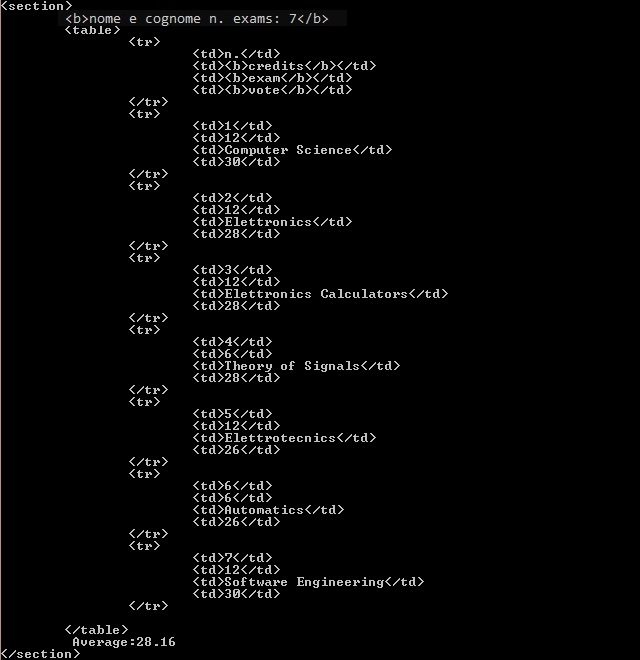 <section>
<b>nome e cognome n. exams: 7</b>
<table>
<tr>
<td>n.</td>
<td><b>credits</b></td>
<td><b>exam</b></td>
<td><b>vote</b></td>
</tr>
<tr>
<td>1</td>
<td>12</td>
<td>Computer Science</td>
<td>30</td>
</tr>
<tr>
<td>2</td>
<td>12</td>
<td>Elettronics</td>
<td>28</td>
</tr>
<tr>
<td>3</td>
<td>12</td>
<td>Elettronics Calculators</td>
<td>28</td>
</tr>
<tr>
<td>4</td>
<td>6</td>
<td>Theory of Signals</td>
<td>28</td>
</tr>
<tr>
<td>5</td>
<td>12</td>
<td>Elettrotecnics</td>
<td>26</td>
</tr>
<tr>
<td>6</td>
<td>6</td>
<td>Automatics</td>
<td>26</td>
</tr>
<tr>
<td>7</td>
<td>12</td>
<td>Software Engineering</td>
<td>30</td>
</tr>
</table>
Average:28.16
</section>